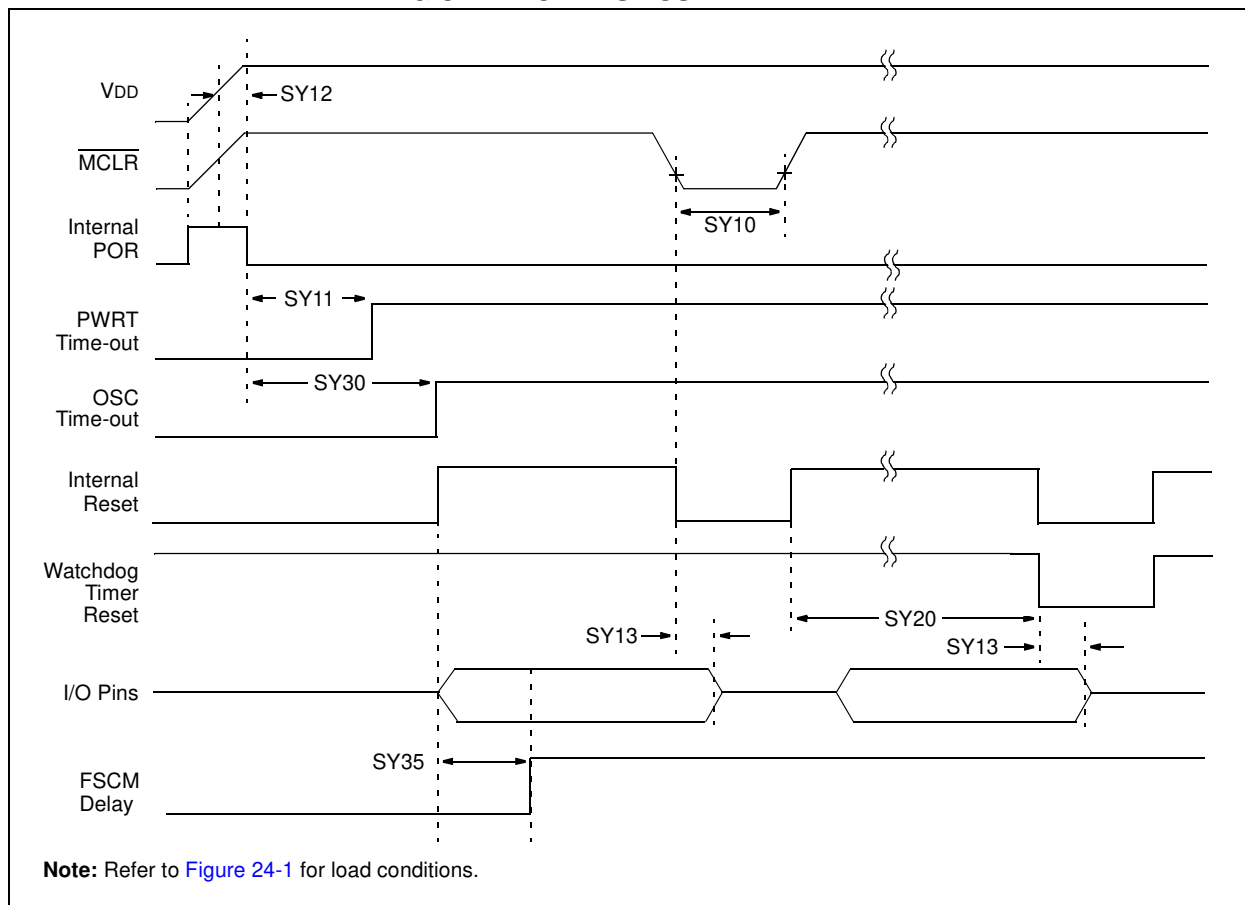 VDD
SY12
MCLR
SY10
Internal
POR
SY11
PWRT
Time-out
SY30
OSC
Time-out
Internal
Reset
Watchdog
Timer
Reset
SY20
SY13
SY13
I/O Pins
SY35
FSCM
Delay
Note: Refer to Figure 24-1 for load conditions.